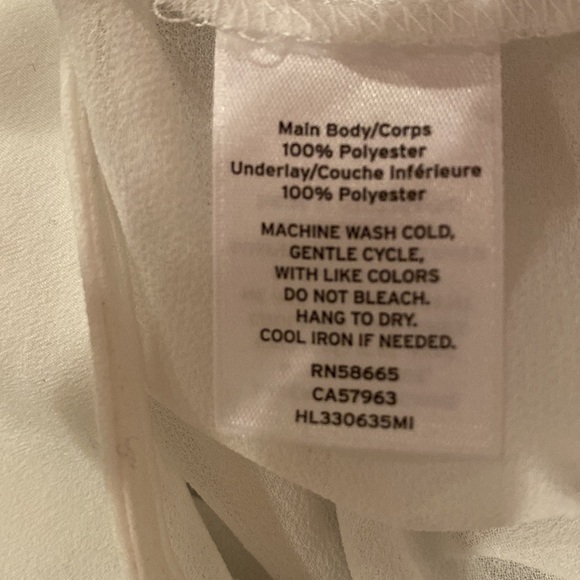 Main Body/Corps
100% Polyester
Underlay/Couche Inférieure
100% Polyester
MACHINE WASH COLD,
GENTLE CYCLE,
WITH LIKE COLORS
DO NOT BLEACH.
HANG TO DRY.
COOL IRON IF NEEDED.
RN58665
CA57963
HL330635MI